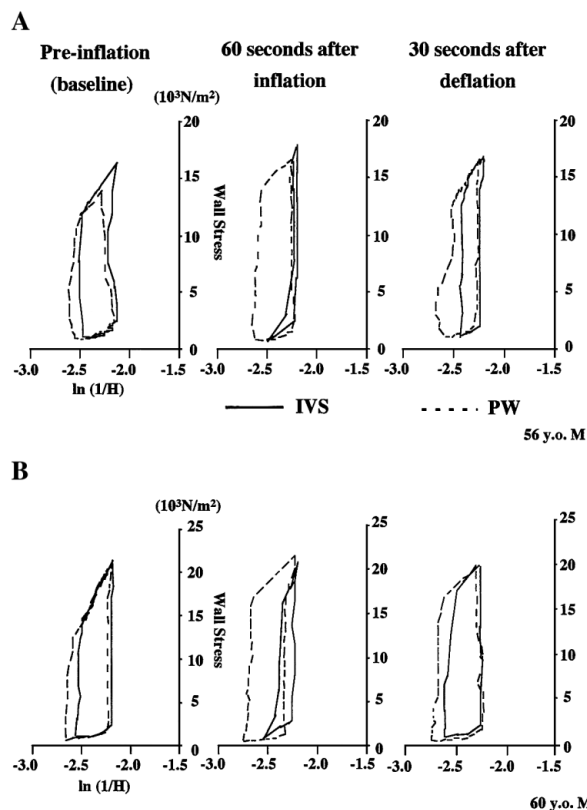 A
Pre-inflation 60 seconds after 30 seconds after
(baseline) inflation deflation
(10³N/m²)
20 20 20
15 15 15
Wall Stress
10 10 10
5 5 5
0 0 0
-3.0 -2.5 -2.0 -1.5 -3.0 -2.5 -2.0 -1.5 -3.0 -2.5 -2.0 -1.5
ln (1/H)
IVS PW
56 y.o. M
B
(10³N/m²)
25 25 25
20 20 20
Wall Stress
15 15 15
10 10 10
5 5 5
0 0 0
-3.0 -2.5 -2.0 -1.5 -3.0 -2.5 -2.0 -1.5 -3.0 -2.5 -2.0 -1.5
ln (1/H)
60 y.o. M